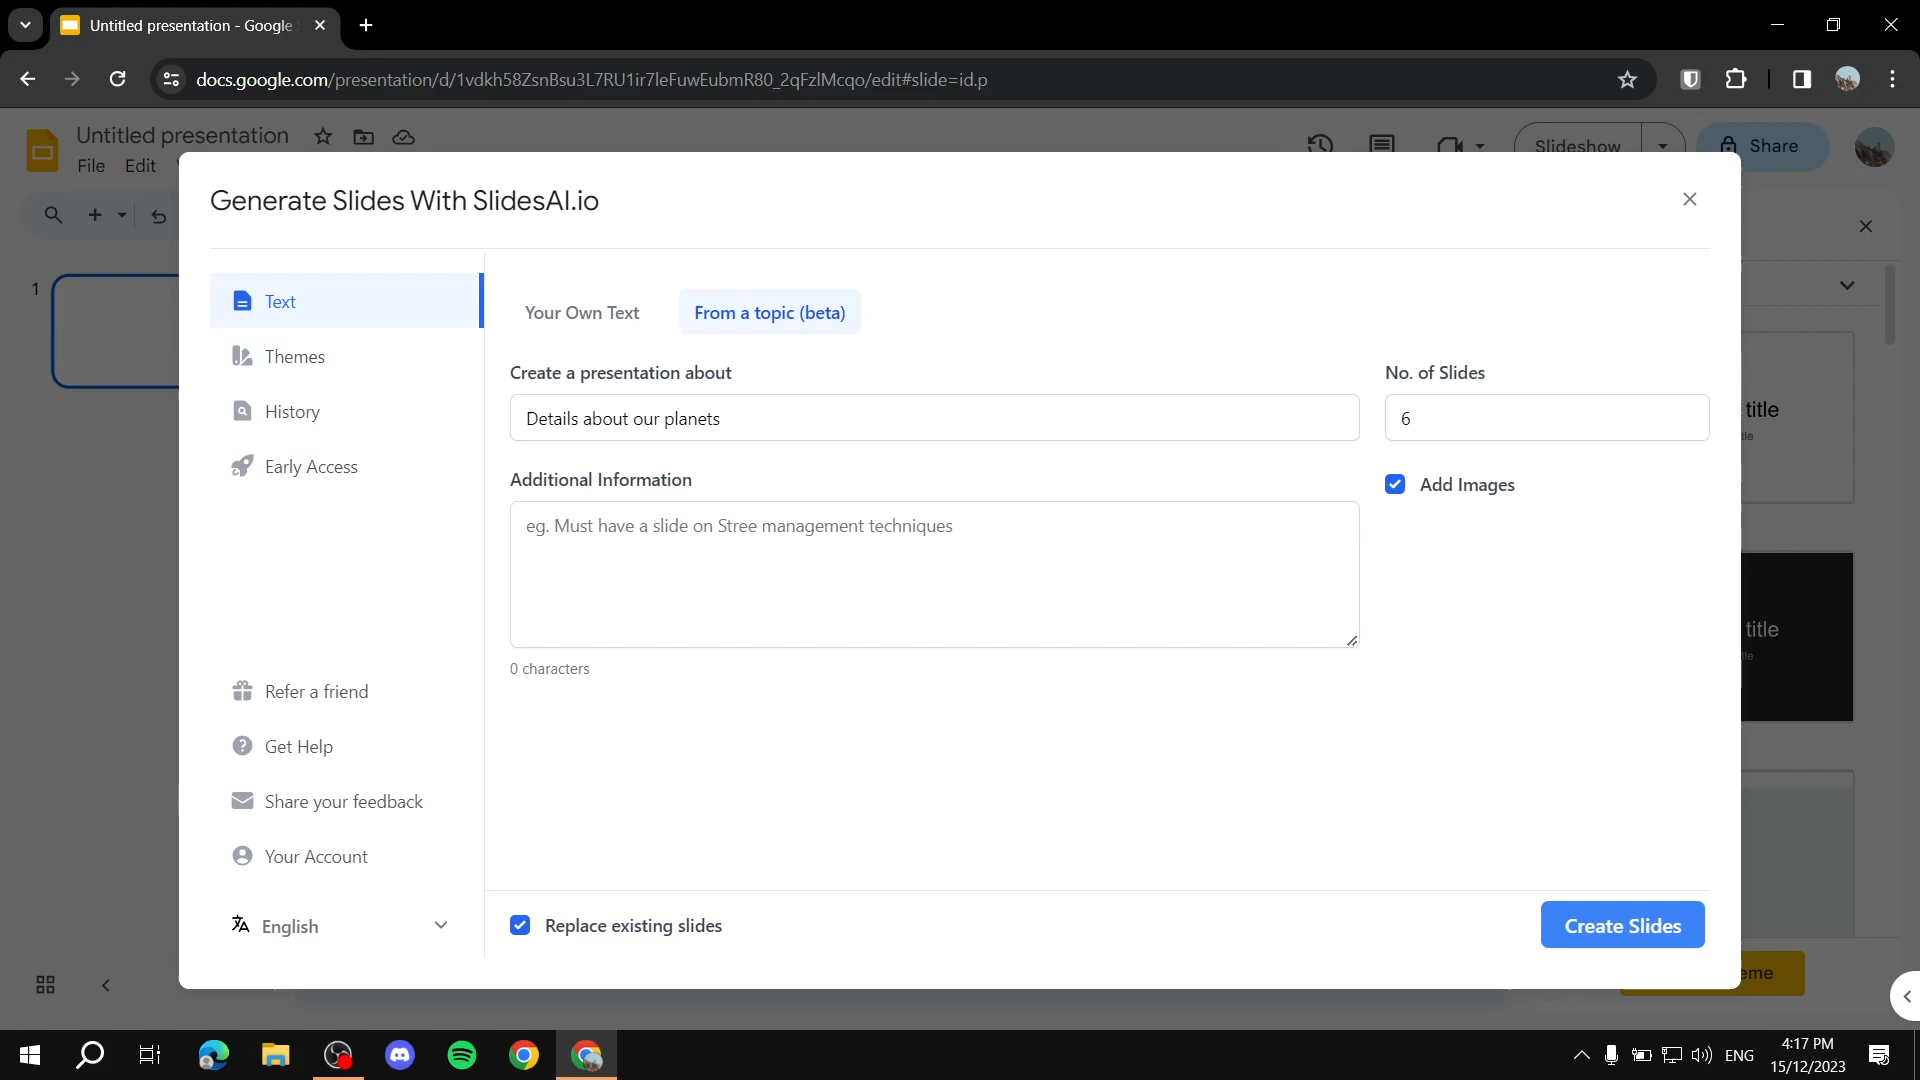 Untitled presentation - Google
docs.google.com/presentation/d/1vdkh58ZsnBsu3L7RU1ir7leFuwEubmR80_2qFzlMcqo/edit#slide=id.p
Untitled presentation
File Edit
Slideshow
Share
Generate Slides With SlidesAI.io
1
Text
Themes
History
Early Access
Refer a friend
Get Help
Share your feedback
Your Account
English
Your Own Text
From a topic (beta)
Create a presentation about
No. of Slides
Details about our planets
6
Additional Information
Add Images
eg. Must have a slide on Stree management techniques
0 characters
Replace existing slides
Create Slides
title
tle
title
tle
eme
ENG
4:17 PM
15/12/2023